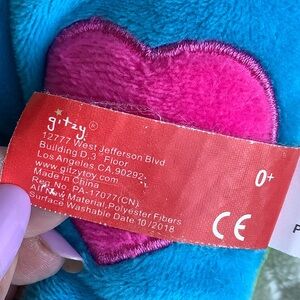 gitzy®
12777 West Jefferson Blvd.
Building D.3" Floor
Los Angeles, CA.90292
www.gitzytoy.com
Made in China
Reg.No. PA-17077(CN)
All New Material, Polyester Fibers
Surface Washable Date 10/2018
0+
CE
P